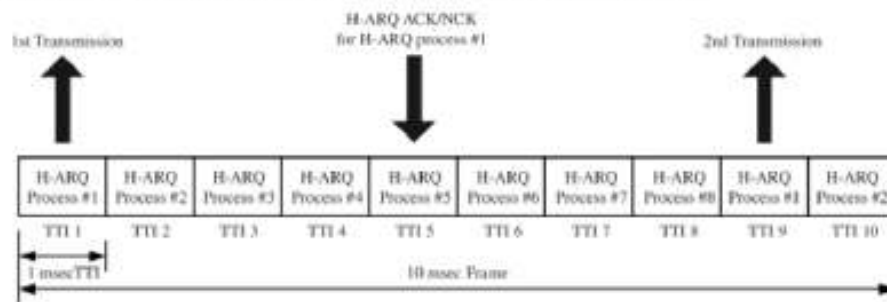 H-ARQ ACK/NCK
1st Transmission
for H-ARQ process #1
2nd Transmission
H-ARQ
Process #1
H-ARQ
Process #2
H-ARQ
Process #3
H-ARQ
Process #4
H-ARQ
Process #5
H-ARQ
Process #6
H-ARQ
Process #7
H-ARQ
Process #8
H-ARQ
Process #1
H-ARQ
Process #2
TTI 1
TTI 2
TTI 3
TTI 4
TTI 5
TTI 6
TTI 7
TTI 8
TTI 9
TTI 10
1 msec TTI
10 msec Frame